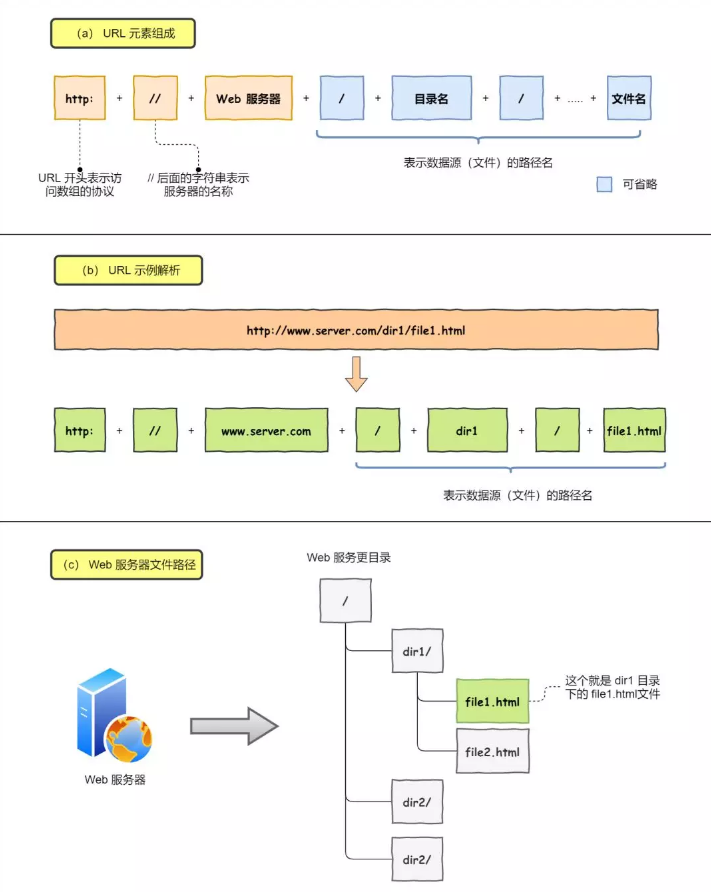 （a） URL 元素组成
http: + // + Web 服务器 + / + 目录名 + / + ..... + 文件名
表示数据源（文件）的路径名
URL 开头表示访
问数组的协议
// 后面的字符串表示
服务器的名称
可省略
（b） URL 示例解析
http://www.server.com/dir1/file1.html
http: + // + www.server.com + / + dir1 + / + file1.html
表示数据源（文件）的路径名
（c） Web 服务器文件路径
Web 服务更目录
/
dir1/
file1.html
这个就是 dir1 目录
下的 file1.html文件
file2.html
Web 服务器
dir2/
dir2/